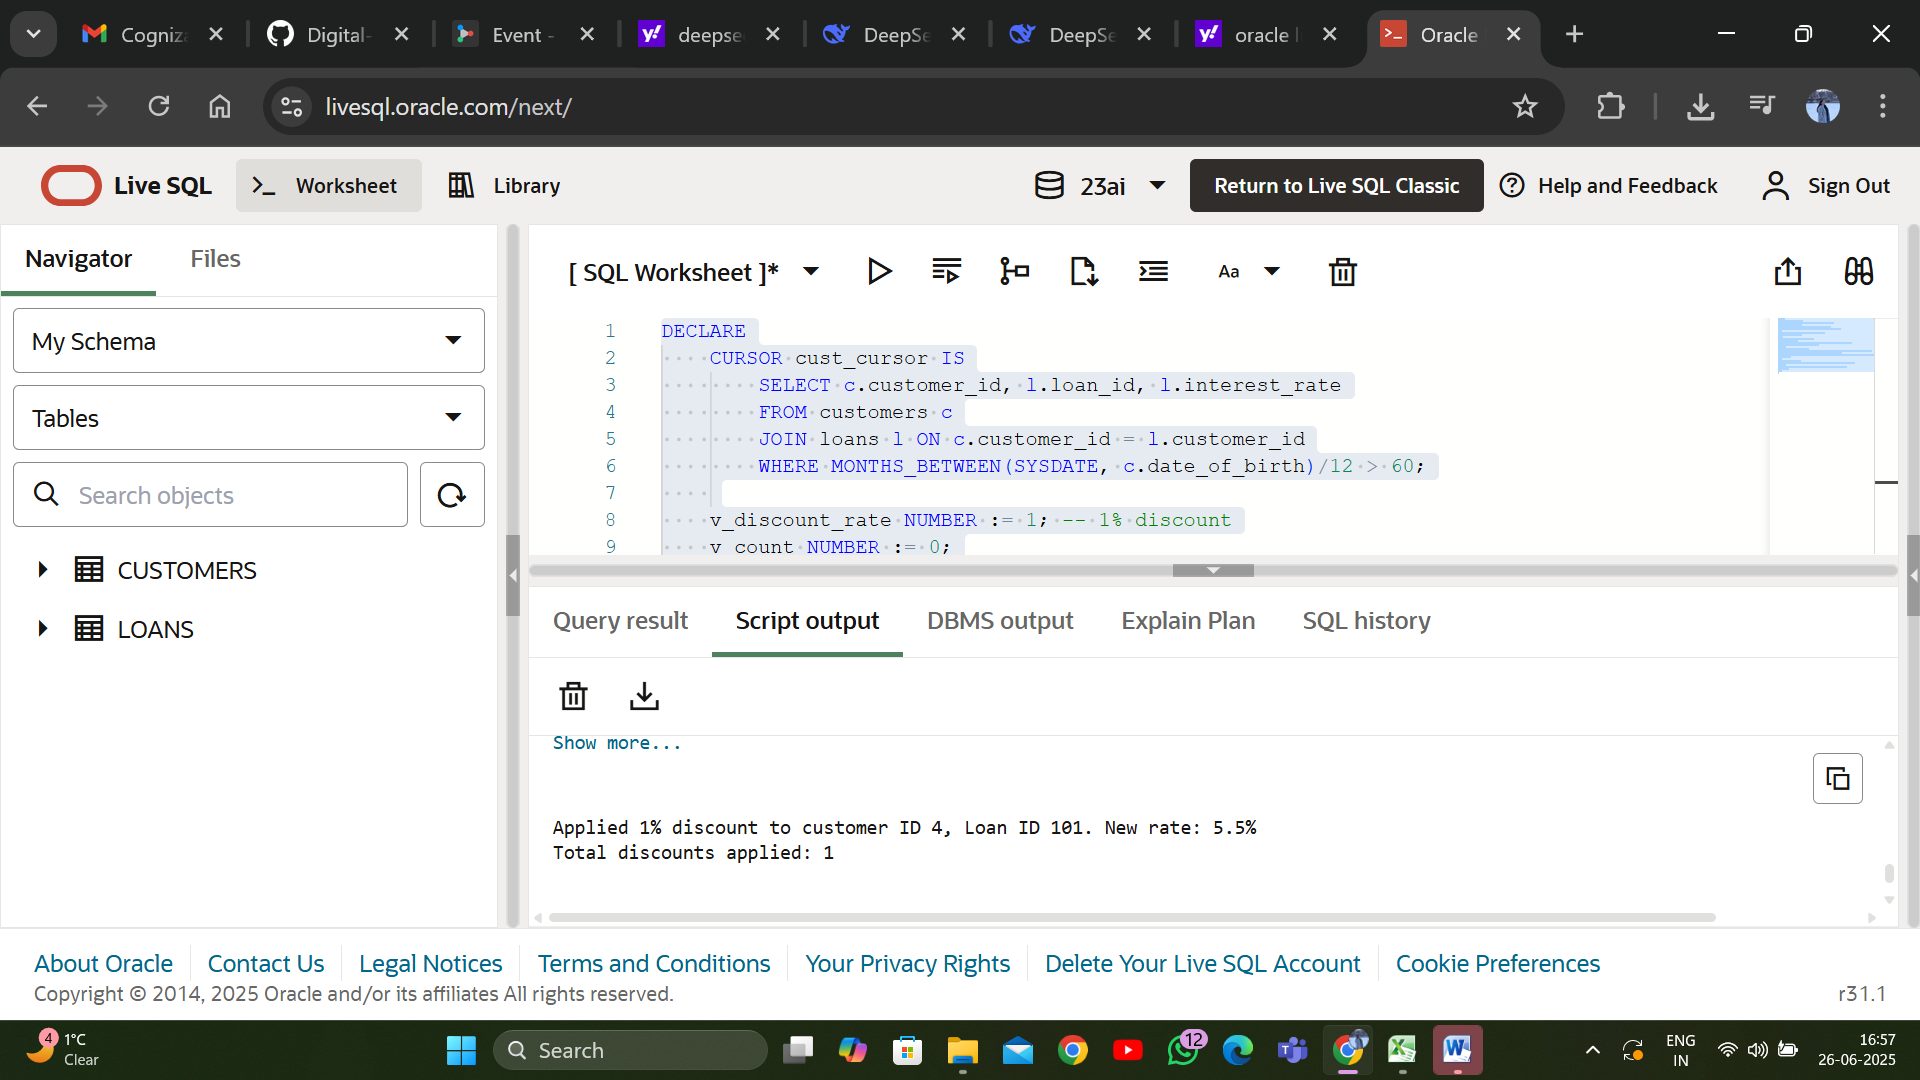 Cogniza
Digital-
Event -
deepse
DeepSe
DeepSe
oracle l
Oracle
livesql.oracle.com/next/
Live SQL
Worksheet
Library
23ai
Return to Live SQL Classic
Help and Feedback
Sign Out
Navigator
Files
[ SQL Worksheet ]*
Aa
My Schema
Tables
Search objects
CUSTOMERS
LOANS
1 DECLARE
2 CURSOR cust_cursor IS
3 SELECT c.customer_id, l.loan_id, l.interest_rate
4 FROM customers c
5 JOIN loans l ON c.customer_id = l.customer_id
6 WHERE MONTHS_BETWEEN(SYSDATE, c.date_of_birth)/12 > 60;
7
8 v_discount_rate NUMBER := 1; -- 1% discount
9 v_count NUMBER := 0;
Query result
Script output
DBMS output
Explain Plan
SQL history
Show more...
Applied 1% discount to customer ID 4, Loan ID 101. New rate: 5.5%
Total discounts applied: 1
About Oracle
Contact Us
Legal Notices
Terms and Conditions
Your Privacy Rights
Delete Your Live SQL Account
Cookie Preferences
Copyright © 2014, 2025 Oracle and/or its affiliates All rights reserved.
r31.1
4
1°C
Clear
Search
12
ENG
IN
16:57
26-06-2025